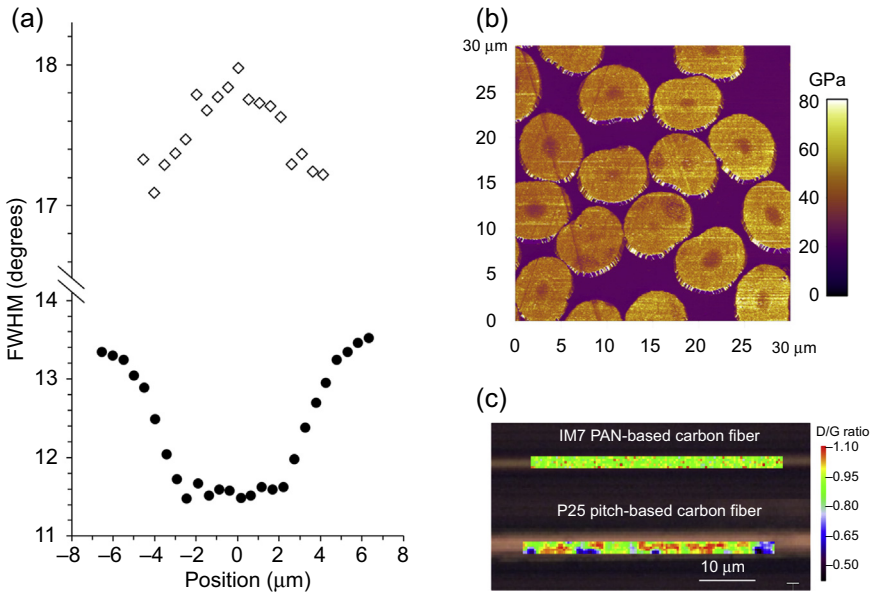 (a)
18
17
14
13
12
11
FWHM (degrees)
−8 −6 −4 −2 0 2 4 6 8
Position (μm)
(b)
30 μm
25
20
15
10
5
0
0 5 10 15 20 25 30 μm
GPa
80
60
40
20
0
(c)
IM7 PAN-based carbon fiber
P25 pitch-based carbon fiber
10 μm
D/G ratio
1.10
0.90
0.80
0.65
0.50